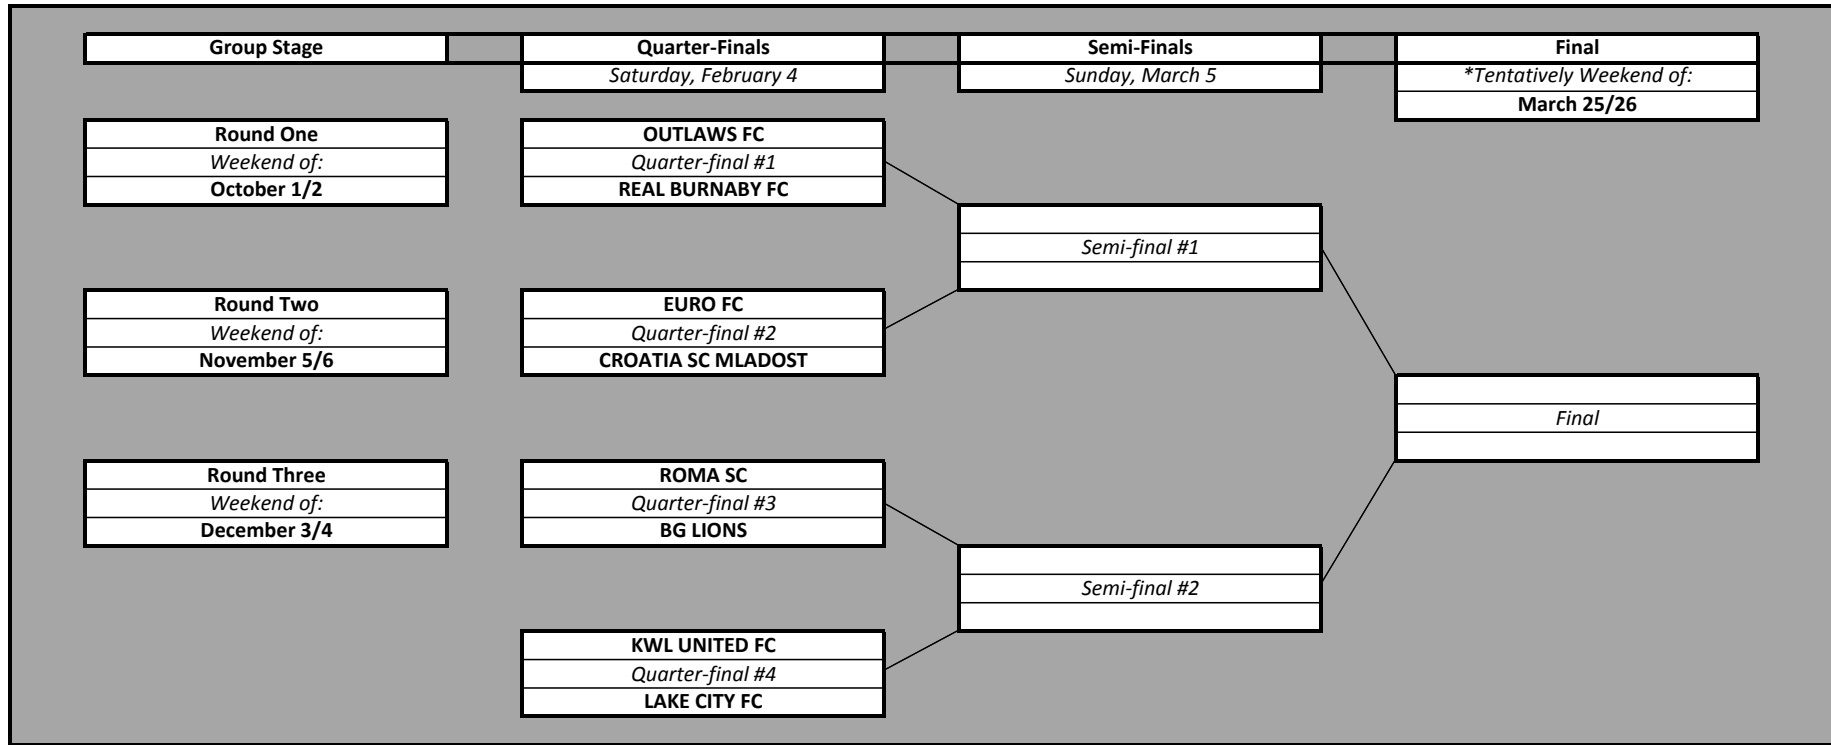 Group Stage
Quarter-Finals
Semi-Finals
Final
Saturday, February 4
Sunday, March 5
*Tentatively Weekend of:
March 25/26
Round One
Weekend of:
October 1/2
OUTLAWS FC
Quarter-final #1
REAL BURNABY FC
Semi-final #1
Round Two
Weekend of:
November 5/6
EURO FC
Quarter-final #2
CROATIA SC MLADOST
Final
Round Three
Weekend of:
December 3/4
ROMA SC
Quarter-final #3
BG LIONS
Semi-final #2
KWL UNITED FC
Quarter-final #4
LAKE CITY FC